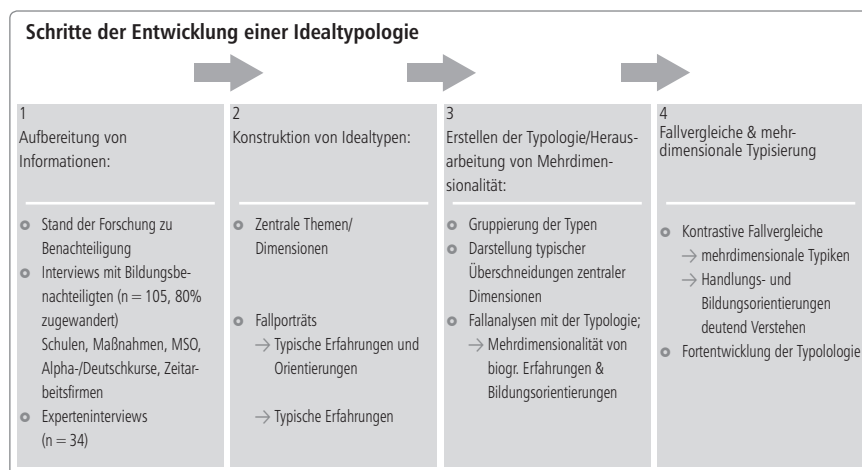 Schritte der Entwicklung einer Idealtypologie
1
Aufbereitung von
Informationen:
Stand der Forschung zu
Benachteiligung
Interviews mit Bildungsbe-
nachteiligten (n = 105, 80%
zugewandert)
Schulen, Maßnahmen, MSO,
Alpha-/Deutschkurse, Zeitar-
beitsfirmen
Experteninterviews
(n = 34)
2
Konstruktion von Idealtypen:
Zentrale Themen/
Dimensionen
Fallporträts
→ Typische Erfahrungen und
Orientierungen
→ Typische Erfahrungen
3
Erstellen der Typologie/Heraus-
arbeitung von Mehrdimen-
sionalität:
Gruppierung der Typen
Darstellung typischer
Überschneidungen zentraler
Dimensionen
Fallanalysen mit der Typologie;
→ Mehrdimensionalität von
biogr. Erfahrungen &
Bildungsorientierungen
4
Fallvergleiche & mehr-
dimensionale Typisierung
Kontrastive Fallvergleiche
→ mehrdimensionale Typiken
→ Handlungs- und
Bildungsorientierungen
deutend Verstehen
Fortentwicklung der Typolologie